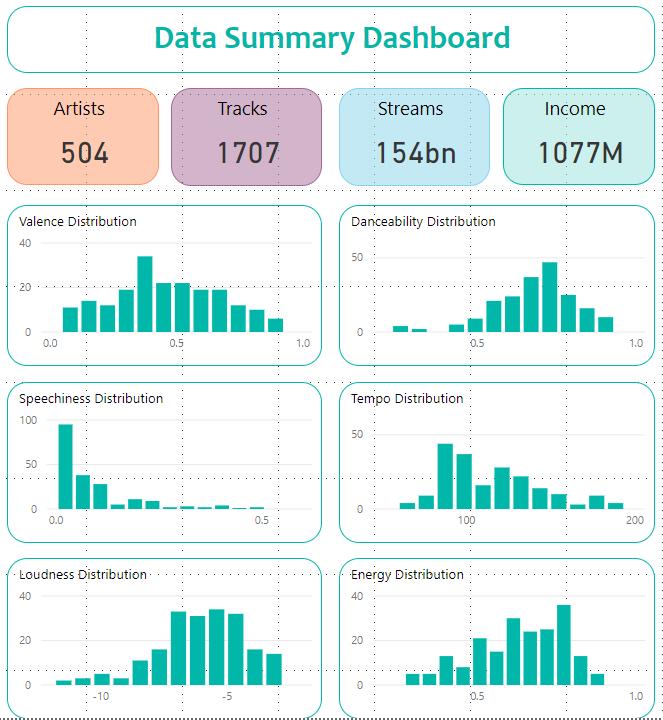 Data Summary Dashboard
Artists
504
Tracks
1707
Streams
154bn
Income
1077M
Valence Distribution
40
20
0
0.0 0.5 1.0
Danceability Distribution
50
0
0.5 1.0
Speechiness Distribution
100
50
0
0.0 0.5
Tempo Distribution
50
0
100 200
Loudness Distribution
40
20
0
-10 -5
Energy Distribution
40
20
0
0.5 1.0